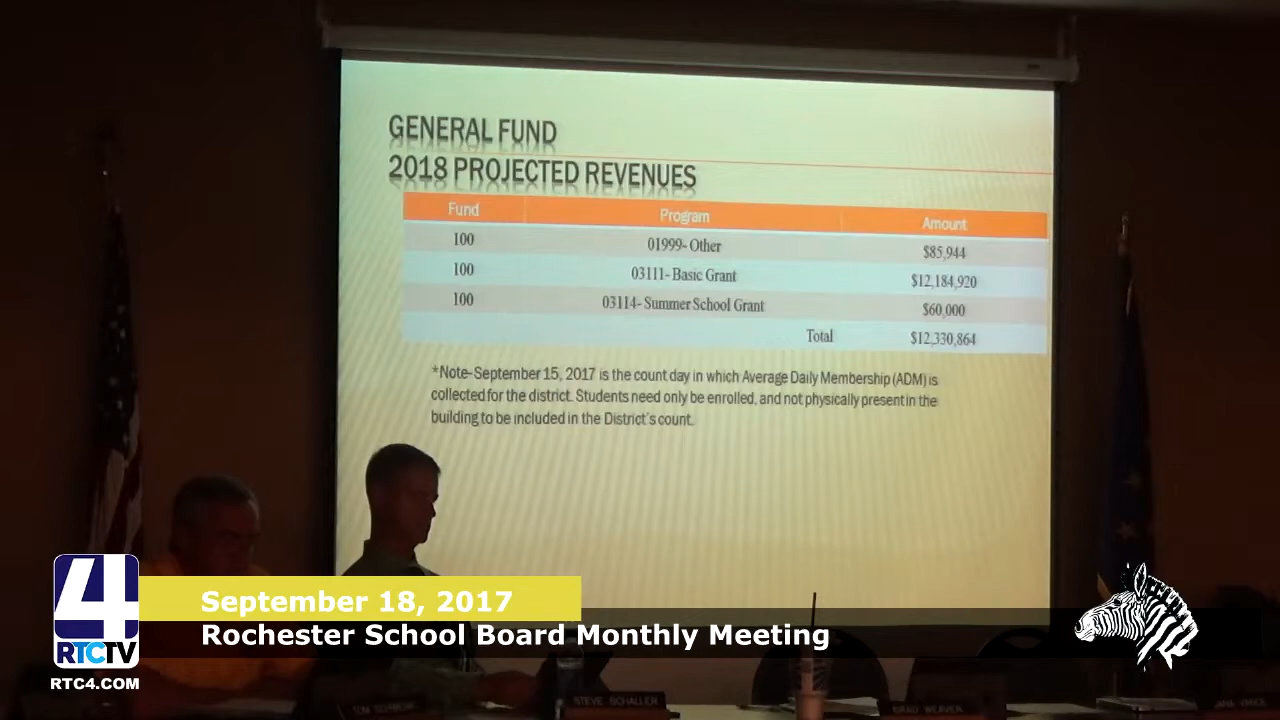 GENERAL FUND
2018 PROJECTED REVENUES
Fund Program Amount
100 01999- Other $85,944
100 03111- Basic Grant $12,184,920
100 03114- Summer School Grant $60,000
Total $12,330,864
*Note-September 15, 2017 is the count day in which Average Daily Membership (ADM) is
collected for the district. Students need only be enrolled, and not physically present in the
building to be included in the District's count.
4
RTCTV
RTC4.COM
September 18, 2017
Rochester School Board Monthly Meeting
STEVE SCHALLER
BRAD WEAVER